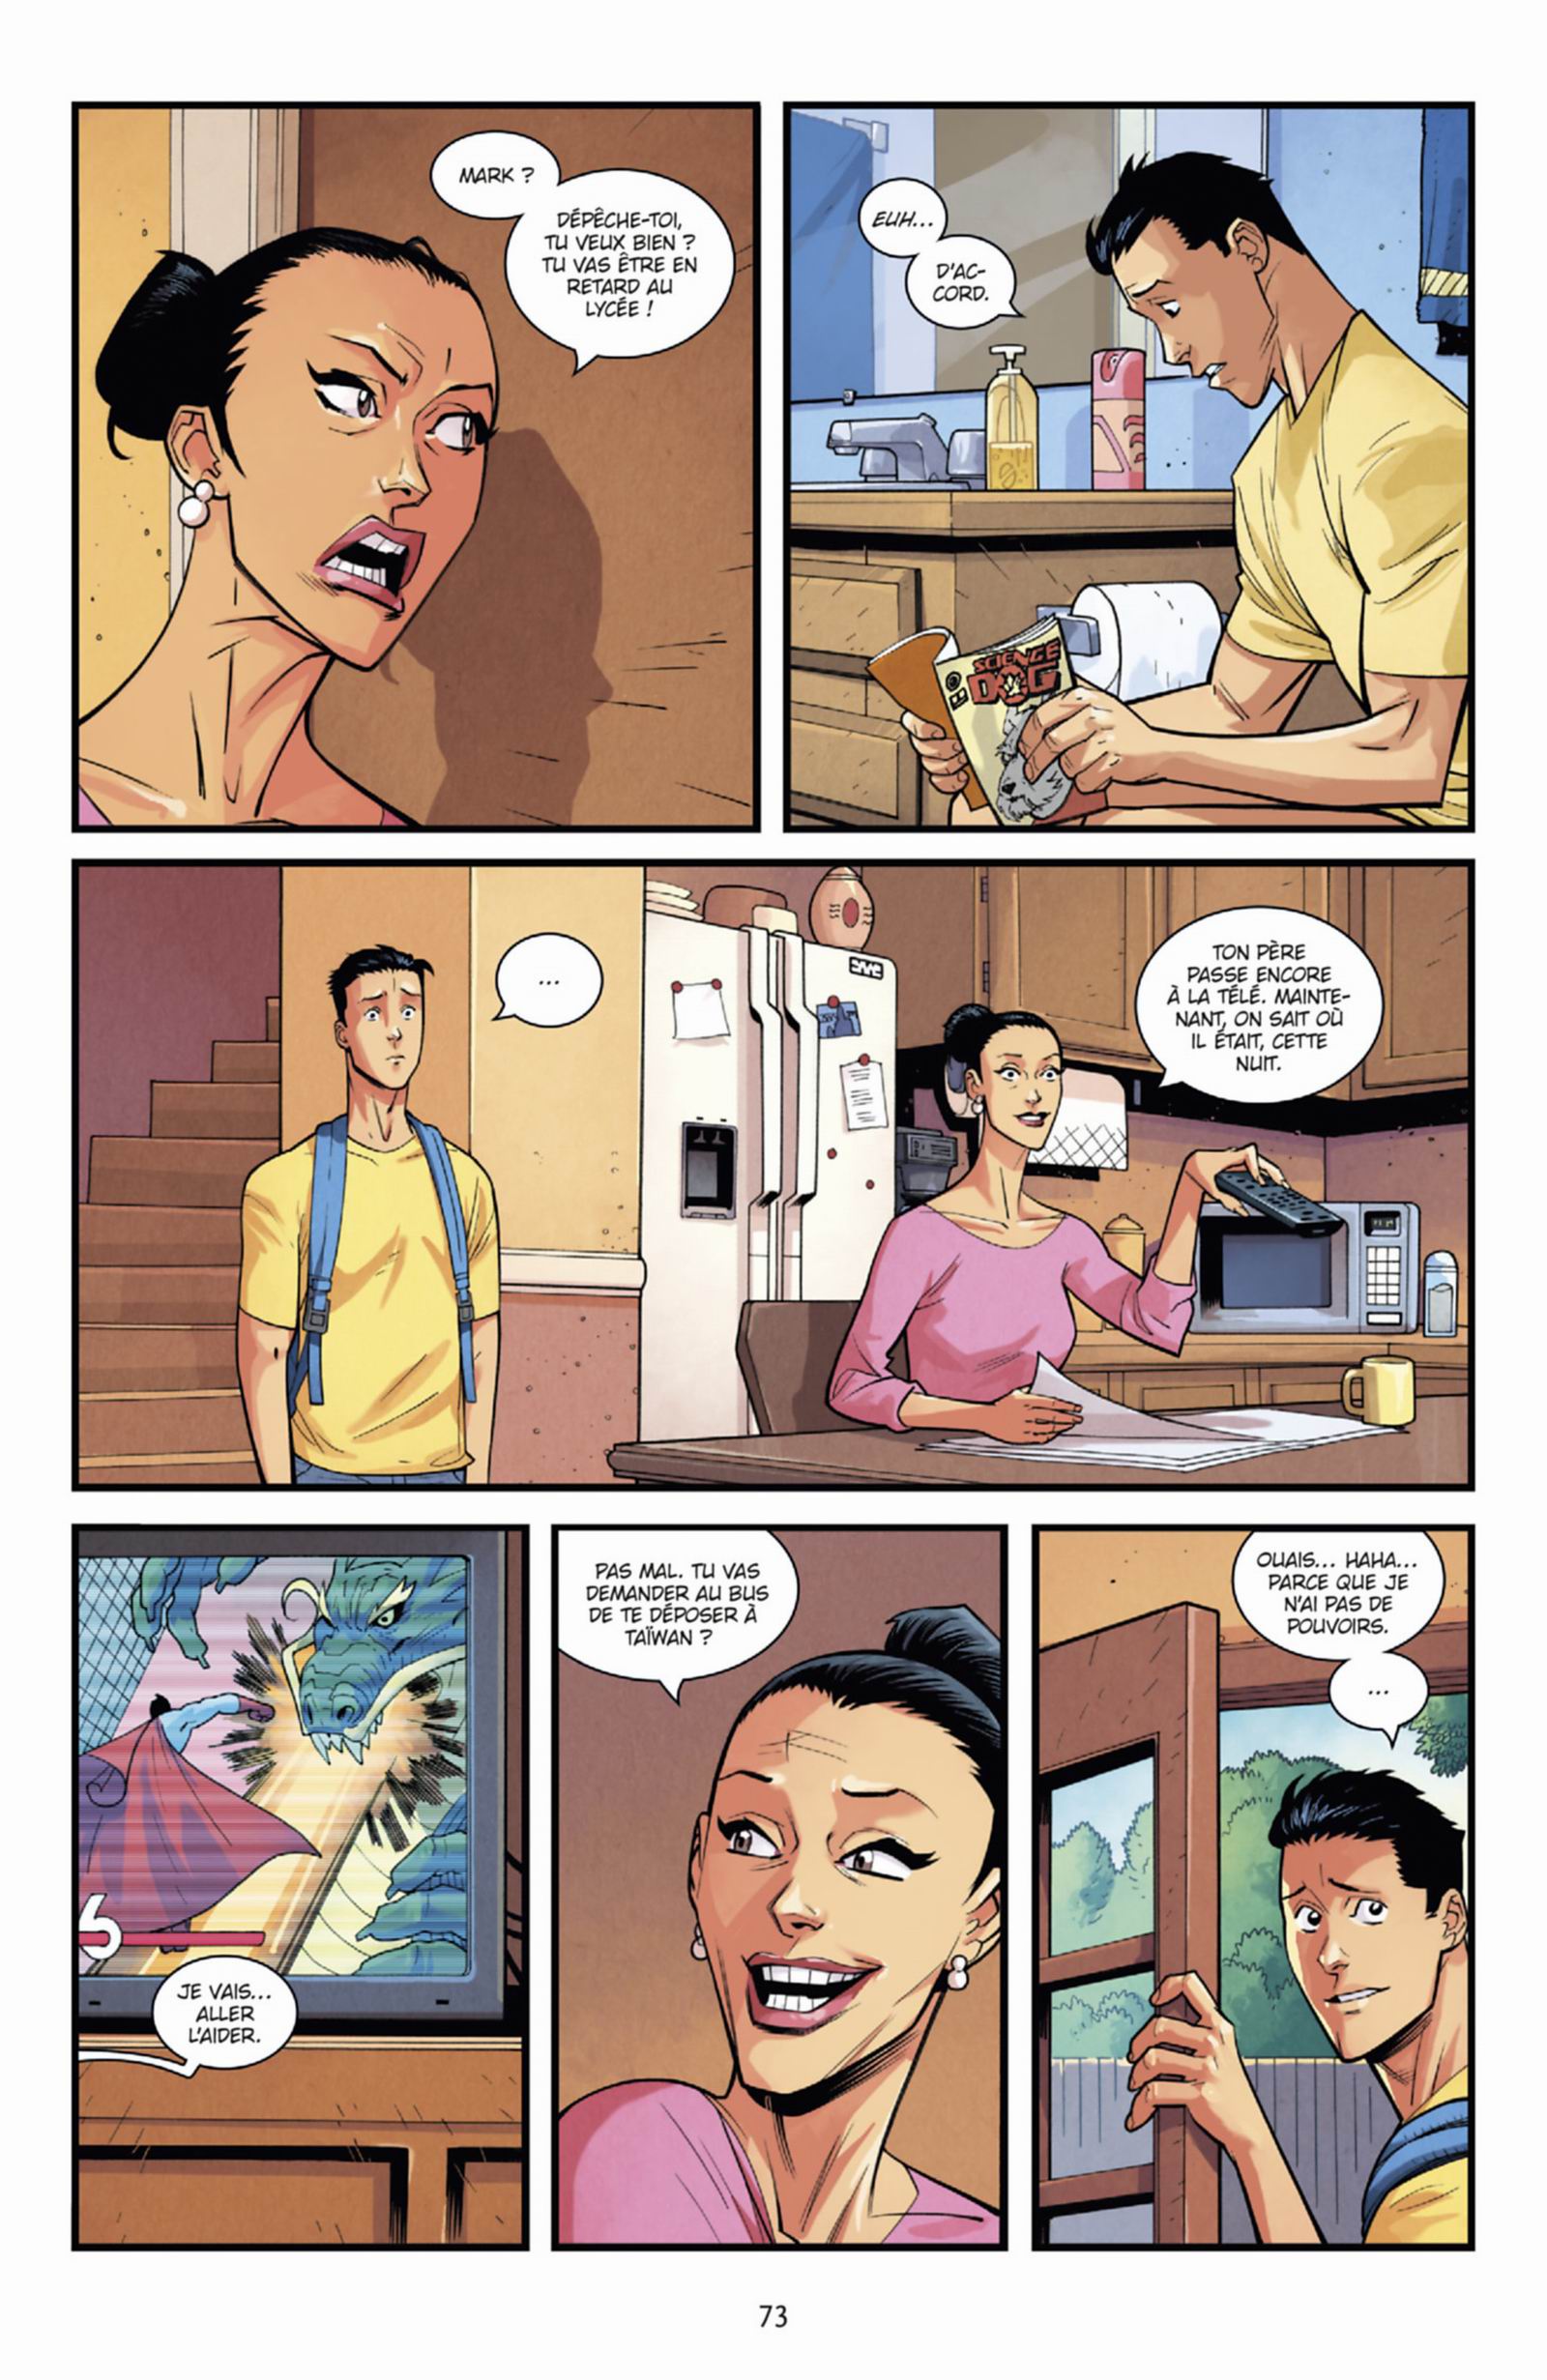 MARK ?
DÉPÊCHE-TOI,
TU VEUX BIEN ?
TU VAS ÊTRE EN
RETARD AU
LYCÉE !
EUH...
D'AC-
CORD.
SCIENCE
DOG
...
TON PÈRE
PASSE ENCORE
À LA TÉLÉ. MAINTE-
NANT, ON SAIT OÙ
IL ÉTAIT, CETTE
NUIT.
6
JE VAIS...
ALLER
L'AIDER.
PAS MAL. TU VAS
DEMANDER AU BUS
DE TE DÉPOSER À
TAÏWAN ?
OUAIS... HAHA...
PARCE QUE JE
N'AI PAS DE
POUVOIRS.
...
73